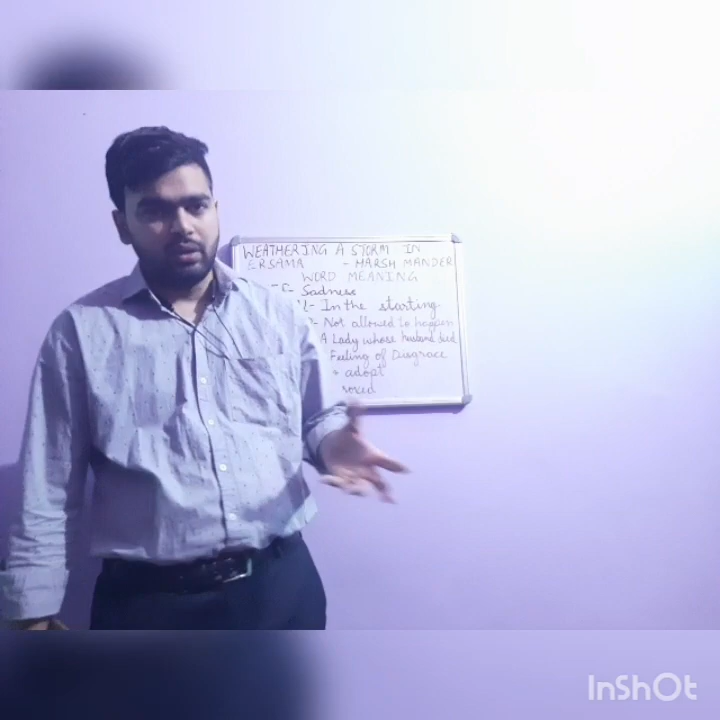 WEATHERING A STORM IN
ERSAMA - HARSH MANDER
WORD MEANING
- Sadness
- In the starting
- Not allowed to happen
A Lady whose husband died
Feeling of Disgrace
adopt
InShOt